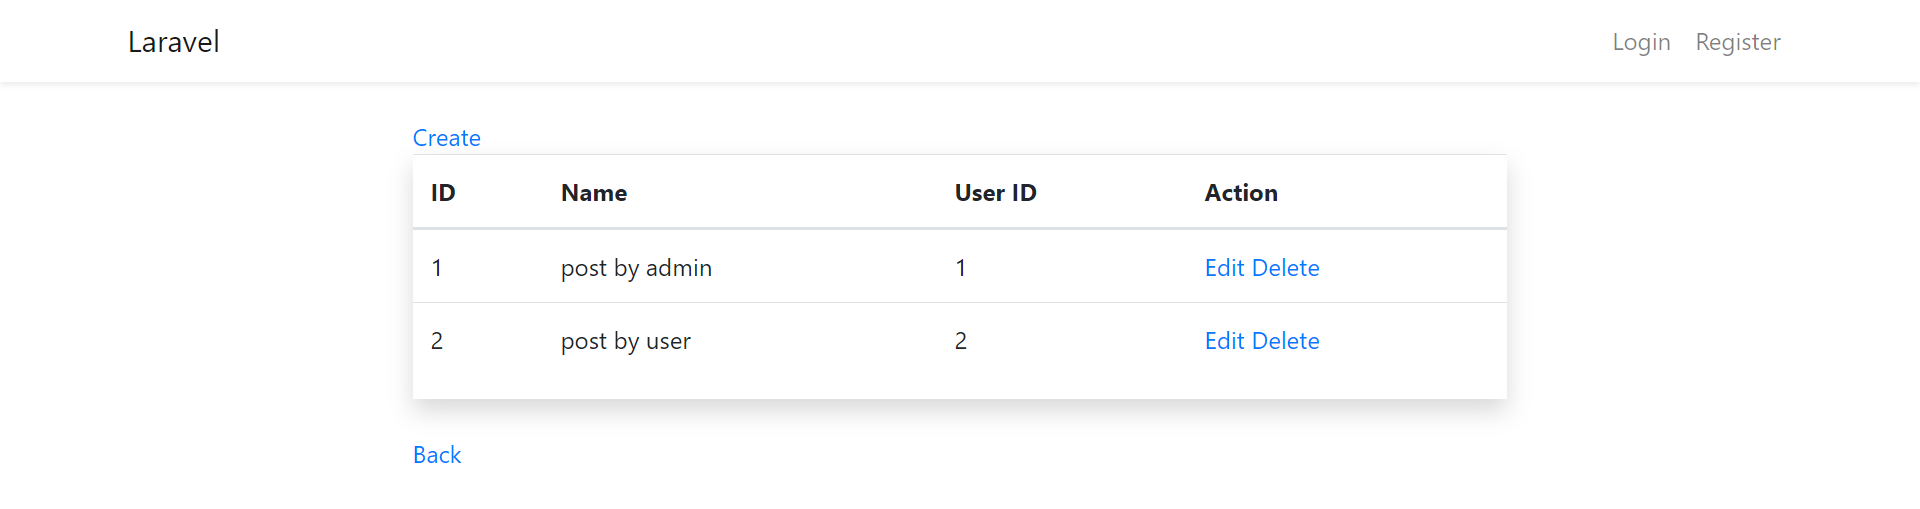 Laravel Login Register
Create
ID Name User ID Action
1 post by admin 1 Edit Delete
2 post by user 2 Edit Delete
Back